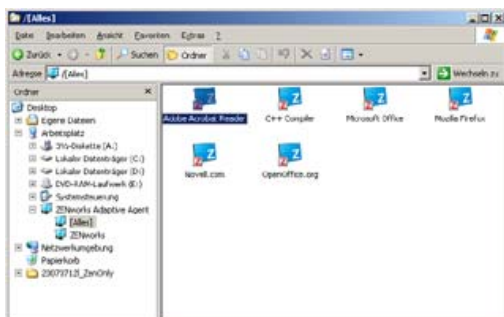 /[Alles]
Datei Bearbeiten Ansicht Favoriten Extras ?
Zurück Suchen Ordner
Adresse /[Alles] Wechseln zu
Ordner
Desktop
Eigene Dateien
Arbeitsplatz
3½-Diskette (A:)
Lokaler Datenträger (C:)
Lokaler Datenträger (D:)
DVD-RAM-Laufwerk (E:)
Systemsteuerung
ZENworks Adaptive Agent
[Alles]
ZENworks
Netzwerkumgebung
Papierkorb
Adobe Acrobat Reader C++ Compiler Microsoft Office Mozilla Firefox
Novell.com OpenOffice.org